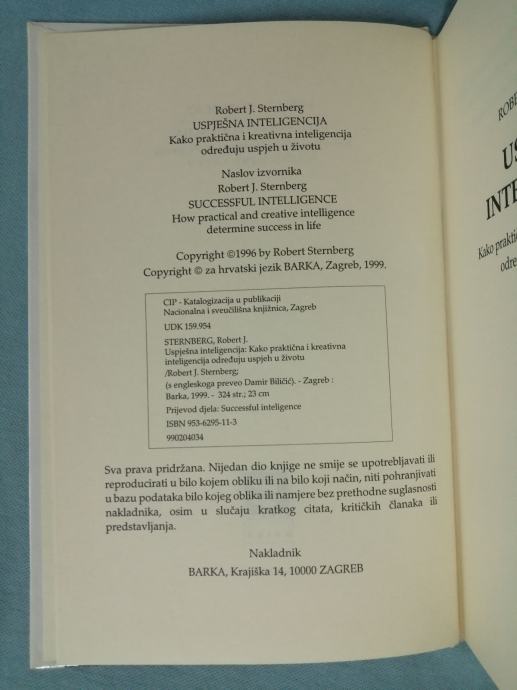 Robert J. Sternberg
USPJEŠNA INTELIGENCIJA
Kako praktična i kreativna inteligencija
određuju uspjeh u životu
Naslov izvornika
Robert J. Sternberg
SUCCESSFUL INTELLIGENCE
How practical and creative intelligence
determine success in life
Copyright ©1996 by Robert Sternberg
Copyright © za hrvatski jezik BARKA, Zagreb, 1999.
CIP - Katalogizacija u publikaciji
Nacionalna i sveučilišna knjižnica, Zagreb
UDK 159.954
STERNBERG, Robert J.
Uspješna inteligencija: Kako praktična i kreativna
inteligencija određuju uspjeh u životu
/Robert J. Sternberg;
(s engleskoga preveo Damir Biličić). - Zagreb :
Barka, 1999. - 324 str.; 23 cm
Prijevod djela: Successful inteligence
ISBN 953-6295-11-3
990204034
Sva prava pridržana. Nijedan dio knjige ne smije se upotrebljavati ili
reproducirati u bilo kojem obliku ili na bilo koji način, niti pohranjivati
u bazu podataka bilo kojeg oblika ili namjere bez prethodne suglasnosti
nakladnika, osim u slučaju kratkog citata, kritičkih članaka ili
predstavljanja.
Nakladnik
BARKA, Krajiška 14, 10000 ZAGREB
ROBE
US
INTE
Kako prakti
odre